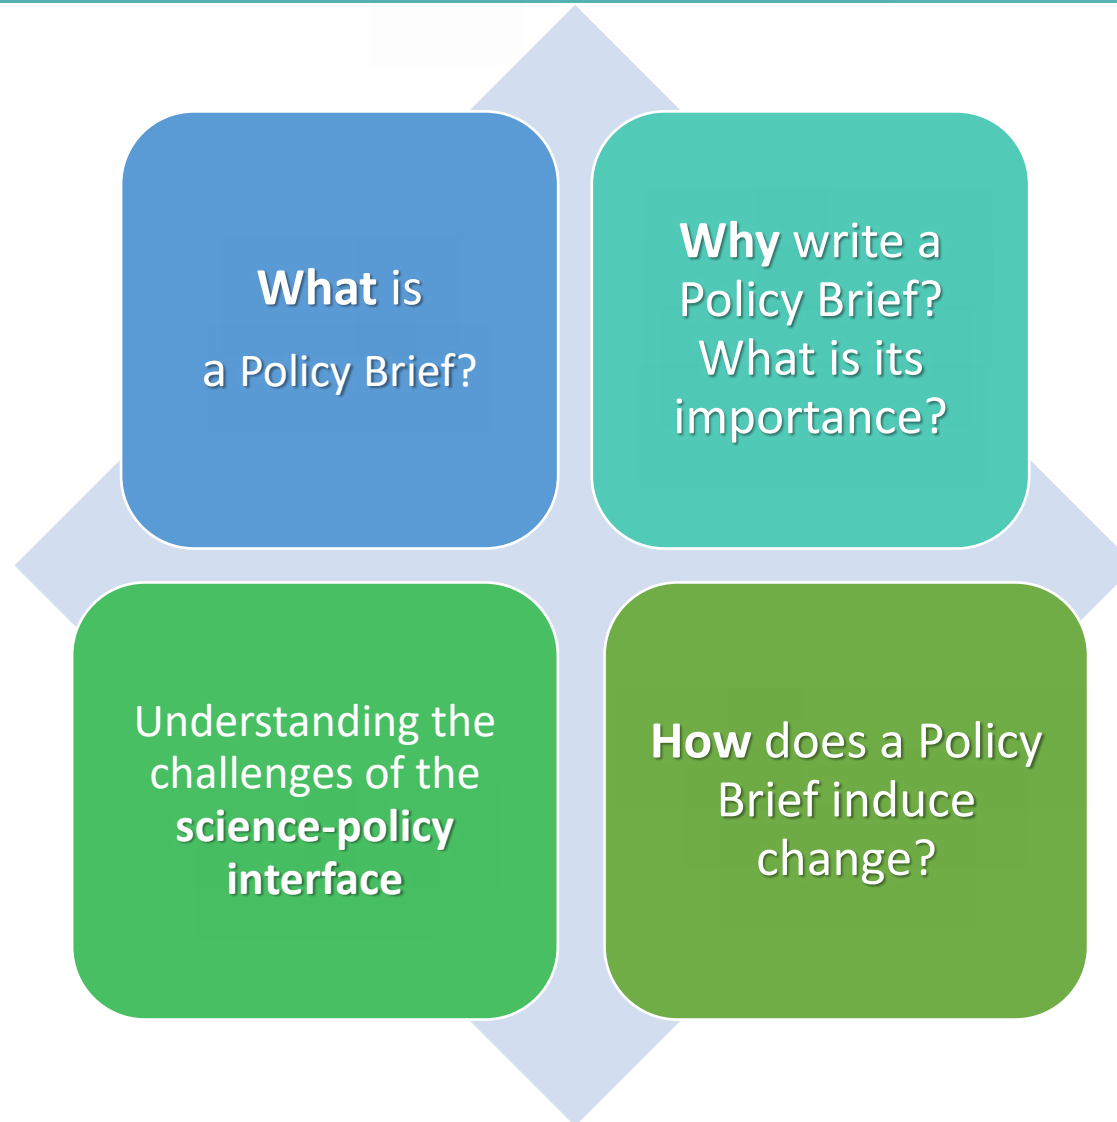 What is
a Policy Brief?
Why write a
Policy Brief?
What is its
importance?
Understanding the
challenges of the
science-policy
interface
How does a Policy
Brief induce
change?